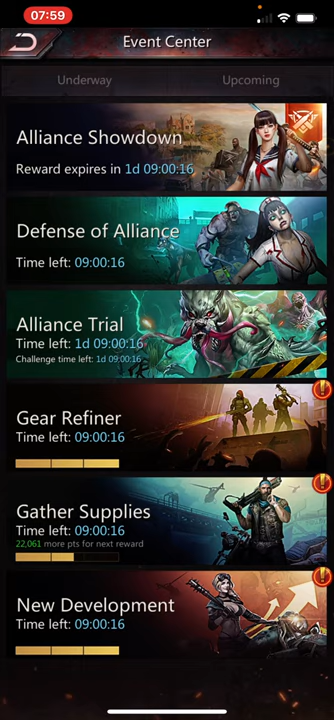 07:59
Event Center
Underway
Upcoming
Alliance Showdown
Reward expires in 1d 09:00:16
Defense of Alliance
Time left: 09:00:16
Alliance Trial
Time left: 1d 09:00:16
Challenge time left: 1d 09:00:16
Gear Refiner
Time left: 09:00:16
Gather Supplies
Time left: 09:00:16
22,061 more pts for next reward
New Development
Time left: 09:00:16